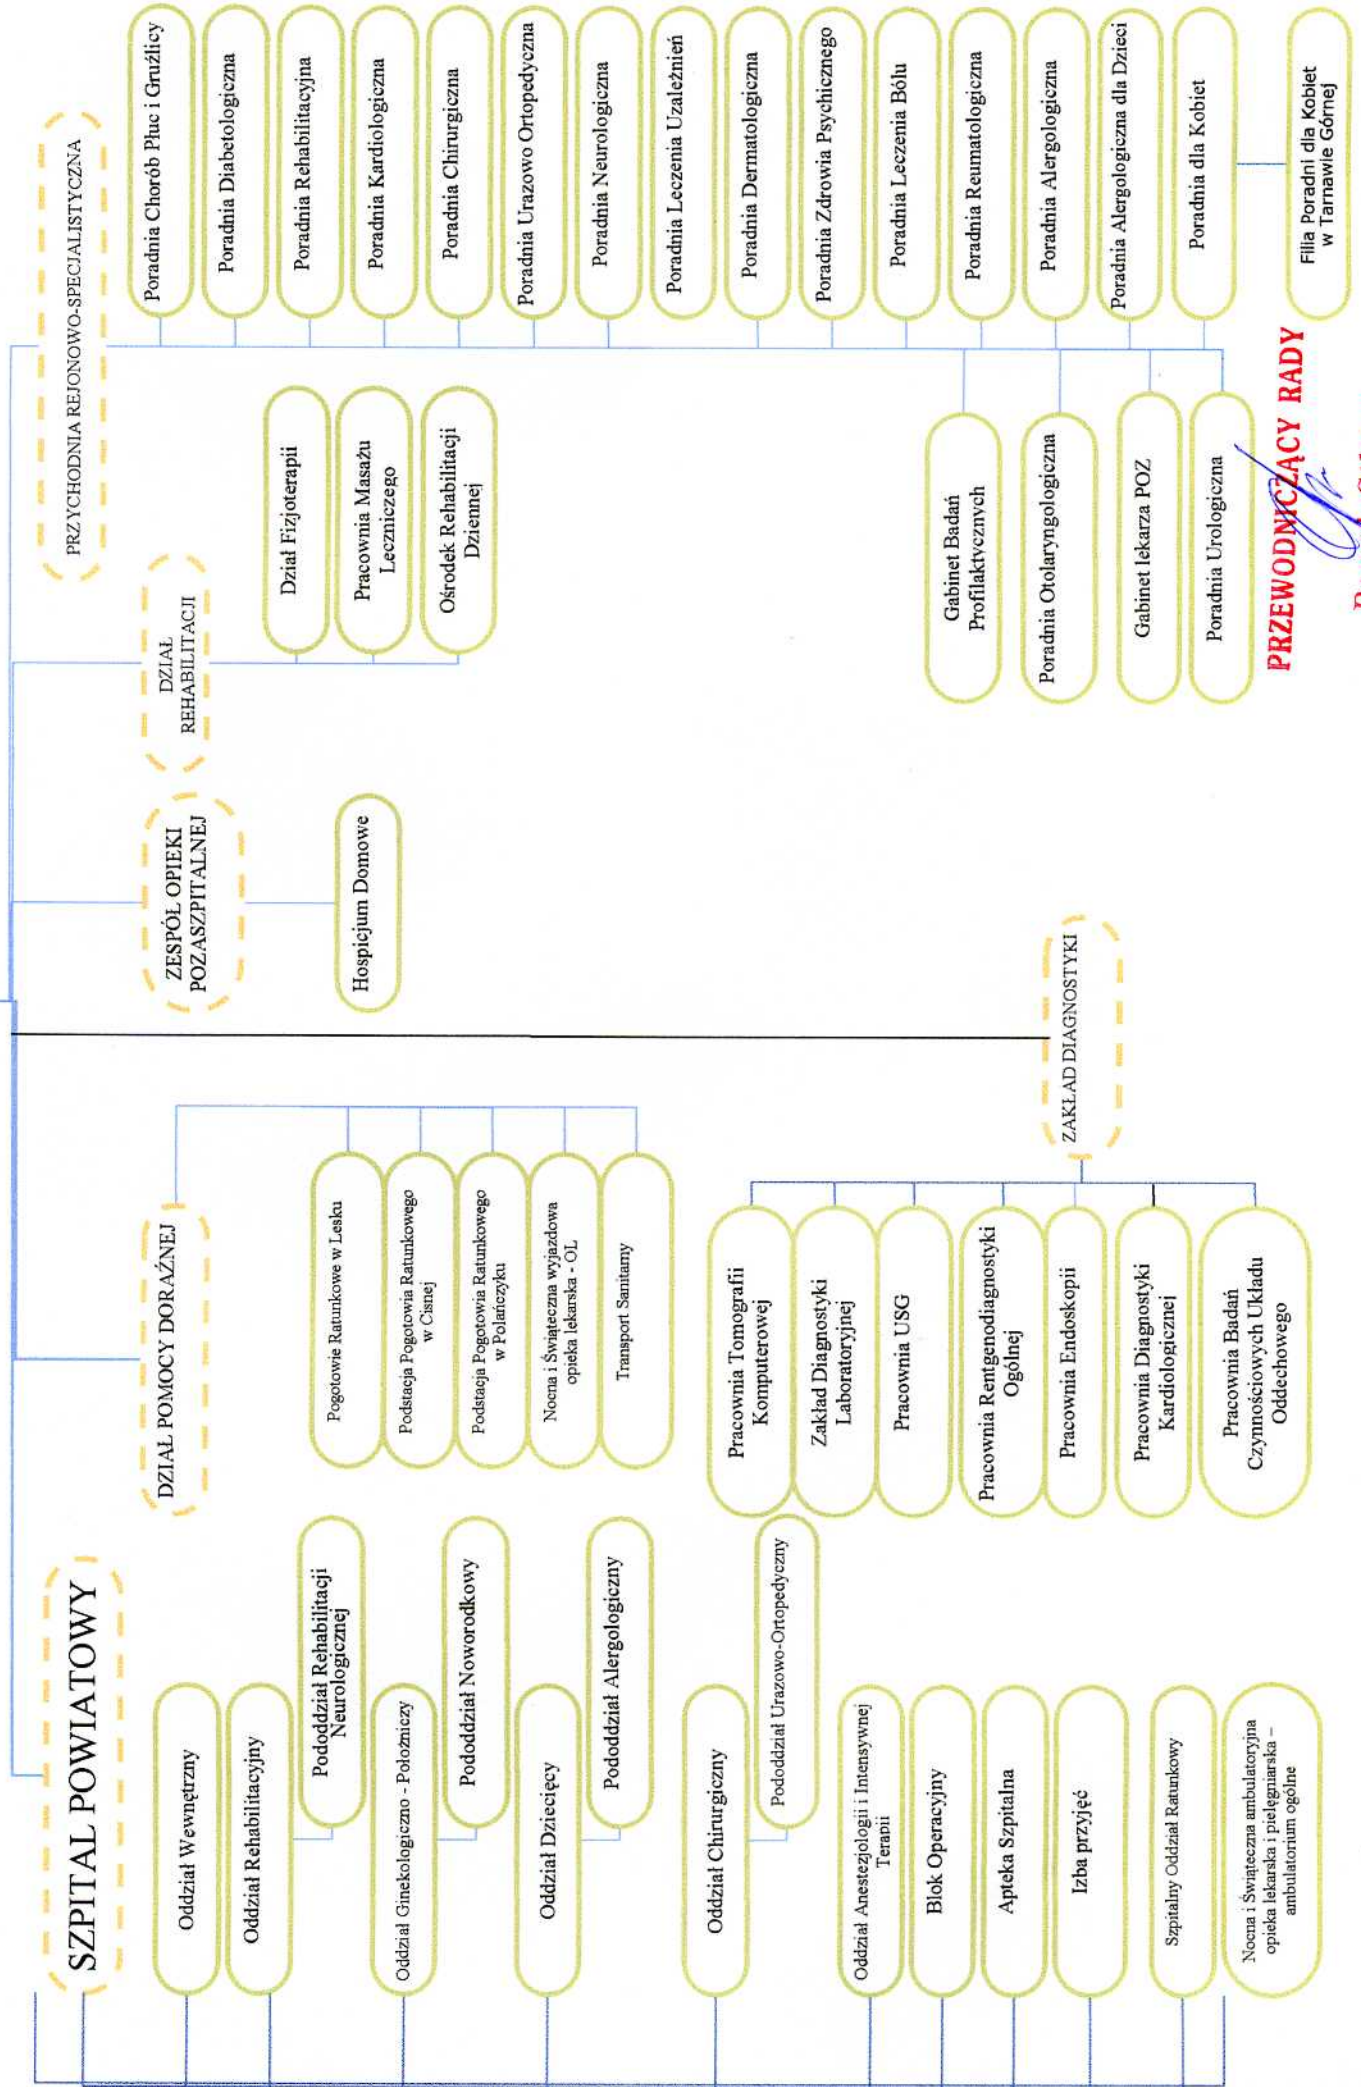 SZPITAL POWIATOWY
Oddział Wewnętrzny
Oddział Rehabilitacyjny
Pododdział Rehabilitacji
Neurologicznej
Oddział Ginekologiczno - Położniczy
Pododdział Noworodkowy
Oddział Dziecięcy
Pododdział Alergologiczny
Oddział Chirurgiczny
Pododdział Urazowo-Ortopedyczny
Oddział Anestezjologii i Intensywnej
Terapii
Blok Operacyjny
Apteka Szpitalna
Izba przyjęć
Szpitalny Oddział Ratunkowy
Nocna i Świąteczna ambulatoryjna
opieka lekarska i pielęgniarska –
ambulatorium ogólne
DZIAŁ POMOCY DORAŹNEJ
Pogotowie Ratunkowe w Lesku
Podstacja Pogotowia Ratunkowego
w Cisnej
Podstacja Pogotowia Ratunkowego
w Polańczyku
Nocna i Świąteczna wyjazdowa
opieka lekarska - OL
Transport Sanitarny
ZAKŁAD DIAGNOSTYKI
Pracownia Tomografii
Komputerowej
Zakład Diagnostyki
Laboratoryjnej
Pracownia USG
Pracownia Rentgenodiagnostyki
Ogólnej
Pracownia Endoskopii
Pracownia Diagnostyki
Kardiologicznej
Pracownia Badań
Czynnościowych Układu
Oddechowego
ZESPÓŁ OPIEKI
POZASZPITALNEJ
Hospicjum Domowe
DZIAŁ
REHABILITACJI
Dział Fizjoterapii
Pracownia Masażu
Leczniczego
Ośrodek Rehabilitacji
Dziennej
PRZYCHODNIA REJONOWO-SPECJALISTYCZNA
Poradnia Chorób Płuc i Gruźlicy
Poradnia Diabetologiczna
Poradnia Rehabilitacyjna
Poradnia Kardiologiczna
Poradnia Chirurgiczna
Poradnia Urazowo Ortopedyczna
Poradnia Neurologiczna
Poradnia Leczenia Uzależnień
Poradnia Dermatologiczna
Poradnia Zdrowia Psychicznego
Poradnia Leczenia Bólu
Poradnia Reumatologiczna
Poradnia Alergologiczna
Poradnia Alergologiczna dla Dzieci
Poradnia dla Kobiet
Filia Poradni dla Kobiet
w Tarnawie Górnej
Gabinet Badań
Profilaktycznych
Poradnia Otolaryngologiczna
Gabinet lekarza POZ
Poradnia Urologiczna
PRZEWODNICZĄCY RADY